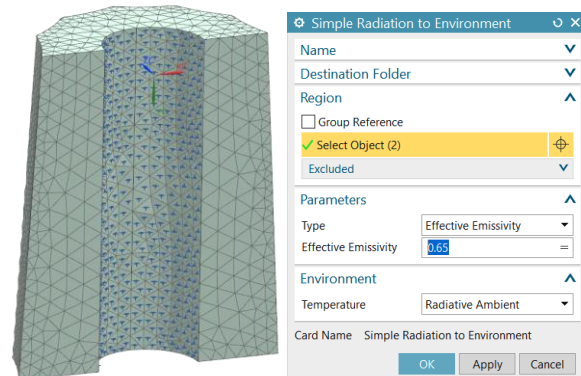 Simple Radiation to Environment
Name
Destination Folder
Region
Group Reference
Select Object (2)
Excluded
Parameters
Type Effective Emissivity
Effective Emissivity 0.65 =
Environment
Temperature Radiative Ambient
Card Name Simple Radiation to Environment
OK Apply Cancel